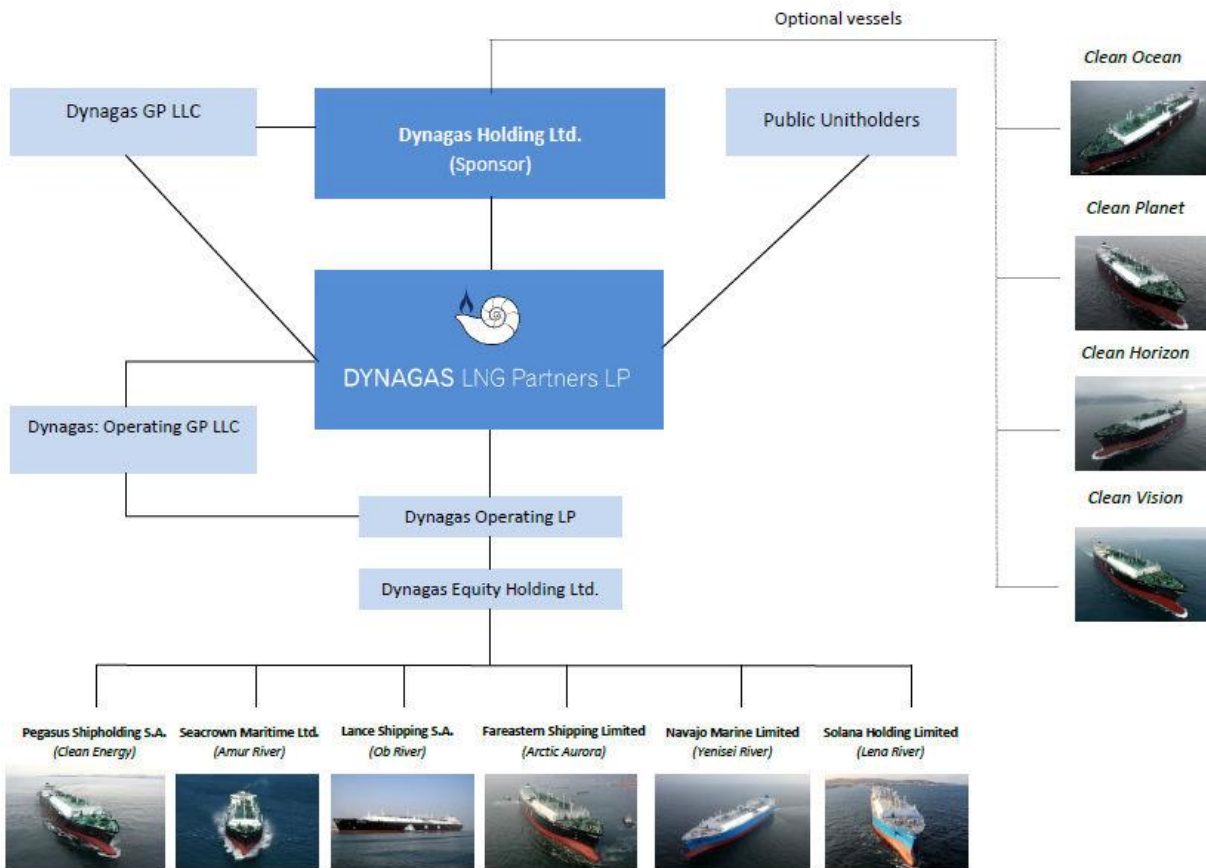 Optional vessels
Clean Ocean
Dynagas GP LLC
Dynagas Holding Ltd.
(Sponsor)
Public Unitholders
Clean Planet
DYNAGAS LNG Partners LP
Clean Horizon
Dynagas: Operating GP LLC
Clean Vision
Dynagas Operating LP
Dynagas Equity Holding Ltd.
Pegasus Shipholding S.A.
(Clean Energy)
Seacrown Maritime Ltd.
(Amur River)
Lance Shipping S.A.
(Ob River)
Fareastern Shipping Limited
(Arctic Aurora)
Navajo Marine Limited
(Yenisei River)
Solana Holding Limited
(Lena River)